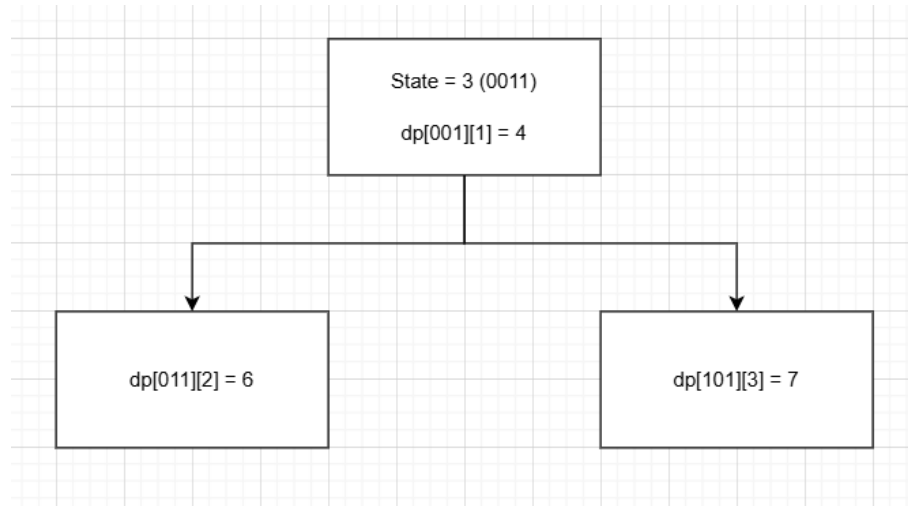 State = 3 (0011)
dp[001][1] = 4
dp[011][2] = 6
dp[101][3] = 7